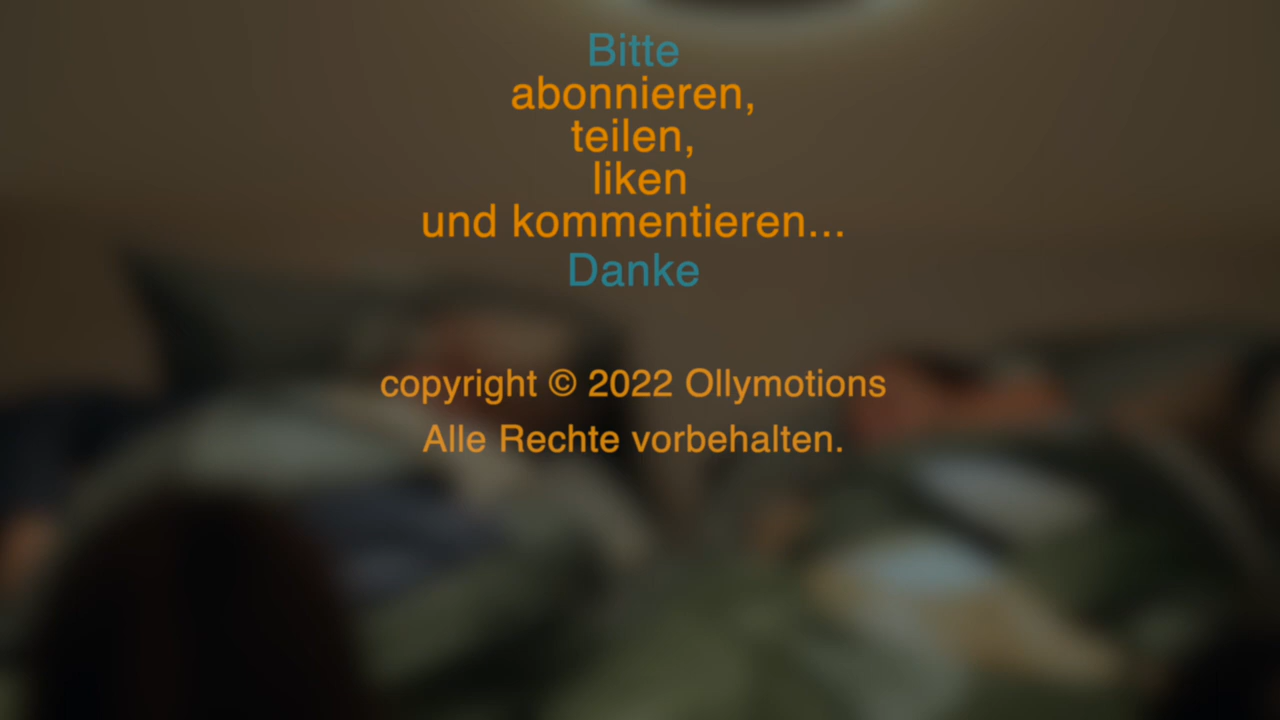 Bitte
abonnieren,
teilen,
liken
und kommentieren...
Danke
copyright © 2022 Ollymotions
Alle Rechte vorbehalten.